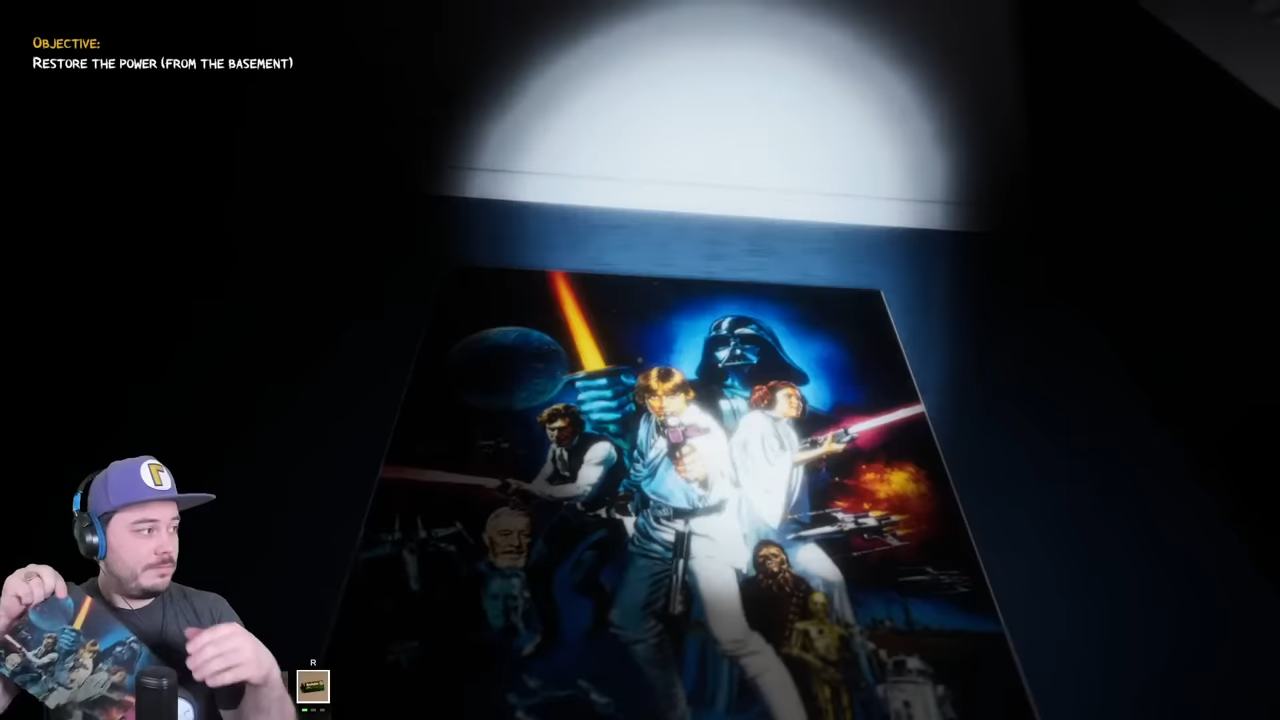 OBJECTIVE:
RESTORE THE POWER (FROM THE BASEMENT)
R